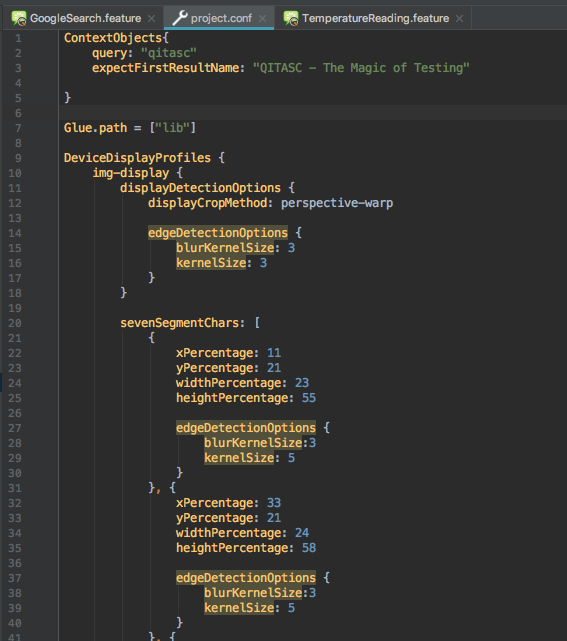 GoogleSearch.feature × project.conf × TemperatureReading.feature ×
1 ContextObjects{
2 query: "qitasc"
3 expectFirstResultName: "QITASC – The Magic of Testing"
4
5 }
6
7 Glue.path = ["lib"]
8
9 DeviceDisplayProfiles {
10 img-display {
11 displayDetectionOptions {
12 displayCropMethod: perspective-warp
13
14 edgeDetectionOptions {
15 blurKernelSize: 3
16 kernelSize: 3
17 }
18 }
19
20 sevenSegmentChars: [
21 {
22 xPercentage: 11
23 yPercentage: 21
24 widthPercentage: 23
25 heightPercentage: 55
26
27 edgeDetectionOptions {
28 blurKernelSize:3
29 kernelSize: 5
30 }
31 }, {
32 xPercentage: 33
33 yPercentage: 21
34 widthPercentage: 24
35 heightPercentage: 58
36
37 edgeDetectionOptions {
38 blurKernelSize:3
39 kernelSize: 5
40 }
41 }, {